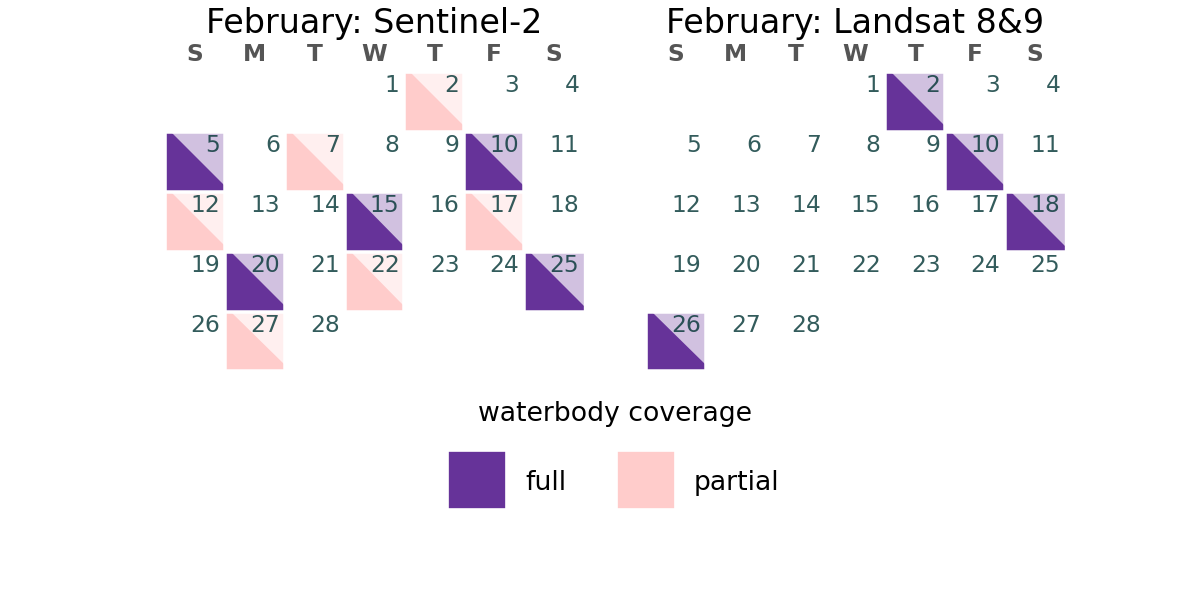 February: Sentinel-2
S M T W T F S
1 2 3 4
5 6 7 8 9 10 11
12 13 14 15 16 17 18
19 20 21 22 23 24 25
26 27 28
February: Landsat 8&9
S M T W T F S
1 2 3 4
5 6 7 8 9 10 11
12 13 14 15 16 17 18
19 20 21 22 23 24 25
26 27 28
waterbody coverage
full partial